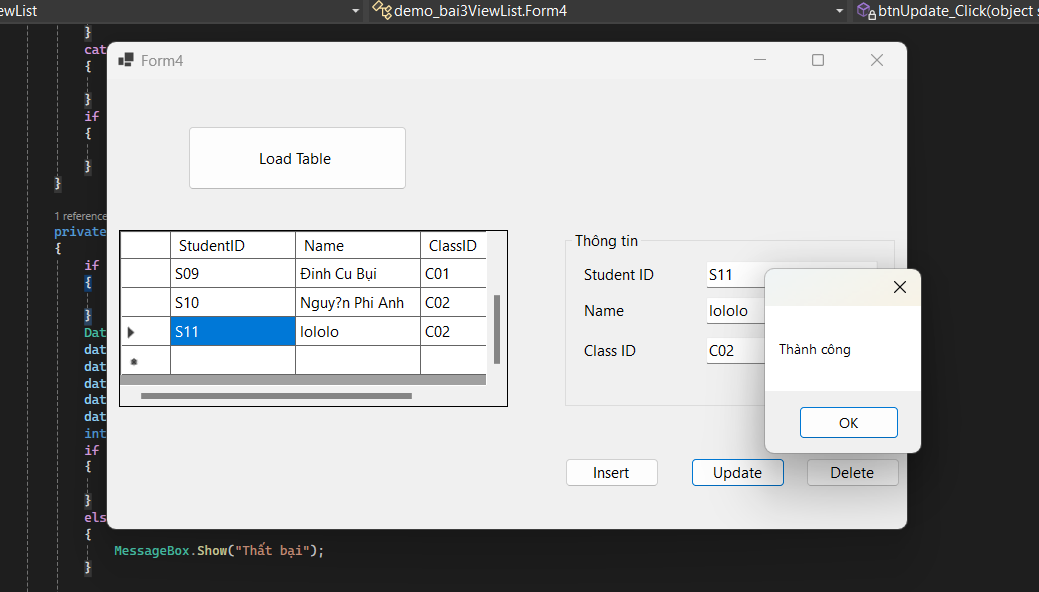 ewList
demo_bai3ViewList.Form4
btnUpdate_Click(object s
}
cat
{
}
if
{
}
}
1 reference
private
{
if
{
}
Dat
dat
dat
dat
dat
dat
int
if
{
}
els
{
MessageBox.Show("Thất bại");
}
Form4
Load Table
StudentID Name ClassID
S09 Đinh Cu Bụi C01
S10 Nguy?n Phi Anh C02
S11 lololo C02
Thông tin
Student ID S11
Name lololo
Class ID C02
Insert Update Delete
Thành công
OK